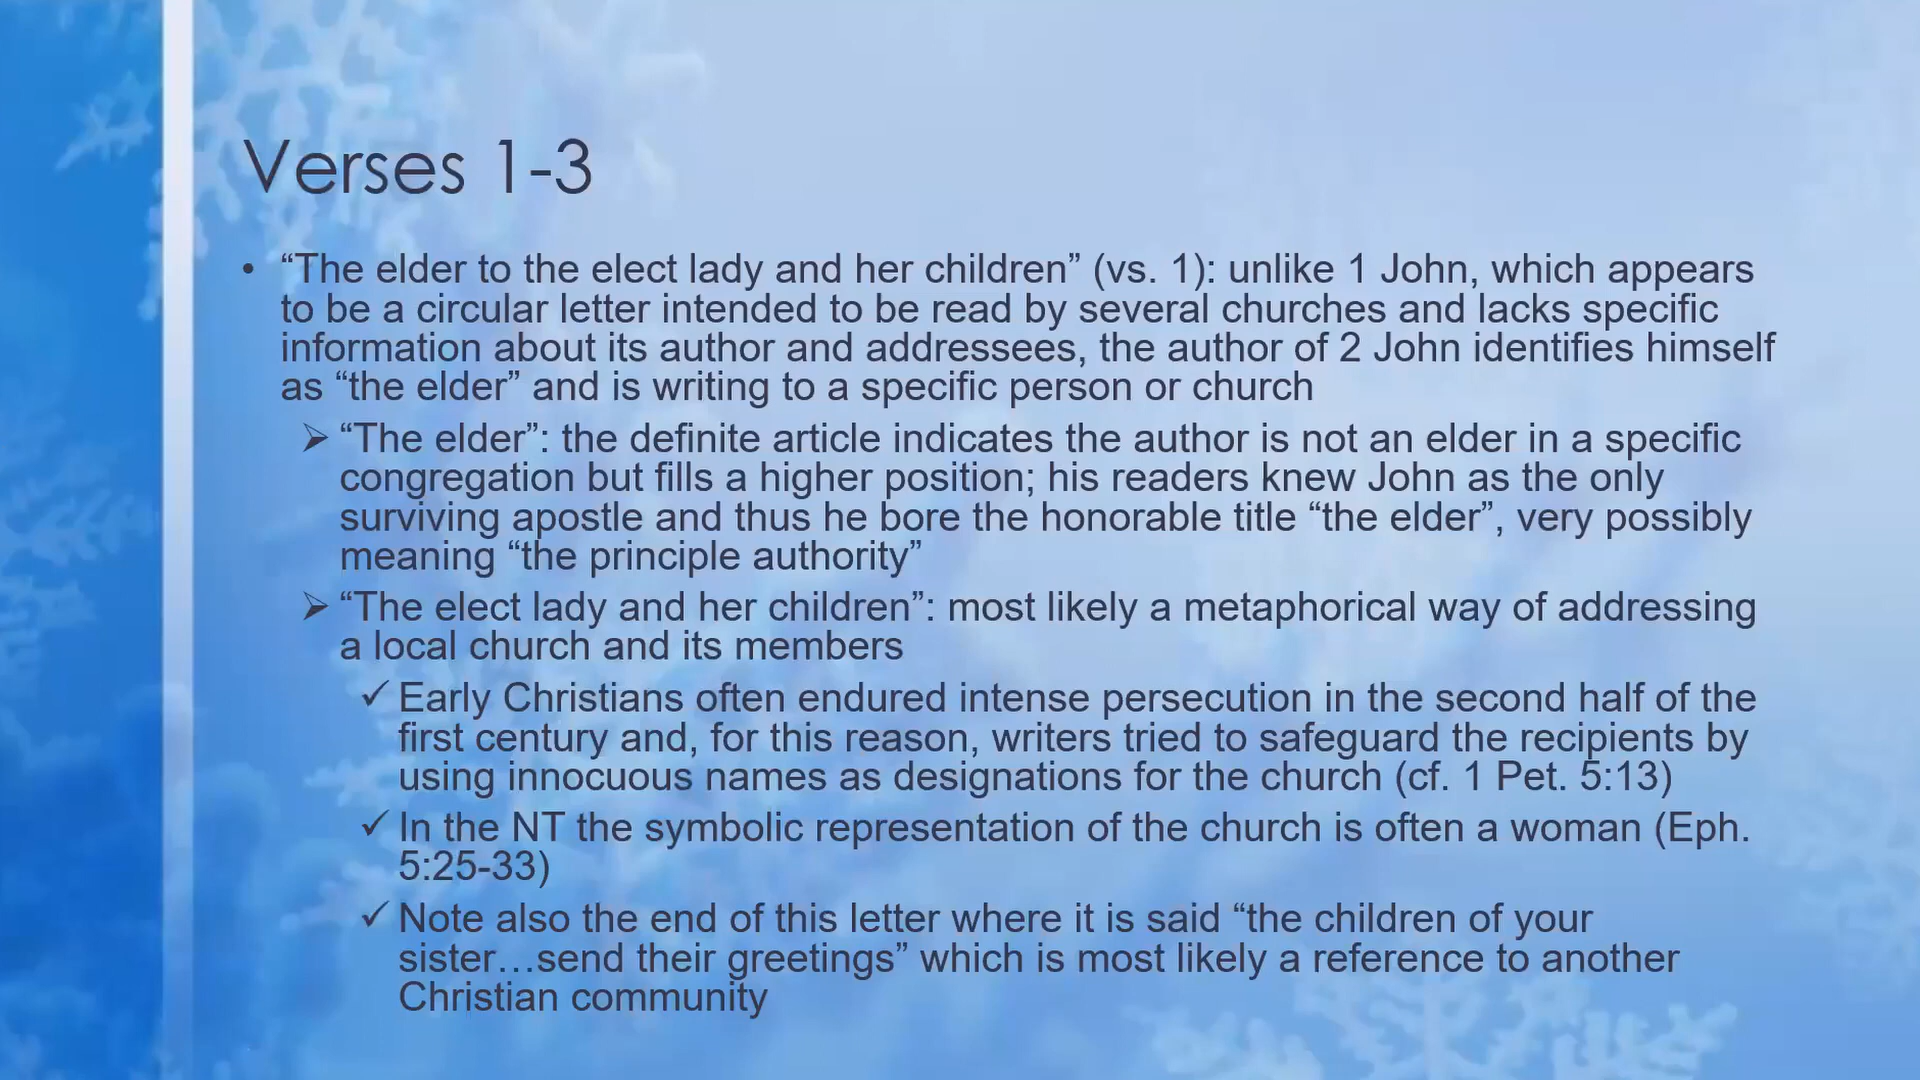 Verses 1-3
• “The elder to the elect lady and her children” (vs. 1): unlike 1 John, which appears
to be a circular letter intended to be read by several churches and lacks specific
information about its author and addressees, the author of 2 John identifies himself
as “the elder” and is writing to a specific person or church
➢ “The elder”: the definite article indicates the author is not an elder in a specific
congregation but fills a higher position; his readers knew John as the only
surviving apostle and thus he bore the honorable title “the elder”, very possibly
meaning “the principle authority”
➢ “The elect lady and her children”: most likely a metaphorical way of addressing
a local church and its members
✓ Early Christians often endured intense persecution in the second half of the
first century and, for this reason, writers tried to safeguard the recipients by
using innocuous names as designations for the church (cf. 1 Pet. 5:13)
✓ In the NT the symbolic representation of the church is often a woman (Eph.
5:25-33)
✓ Note also the end of this letter where it is said “the children of your
sister…send their greetings” which is most likely a reference to another
Christian community